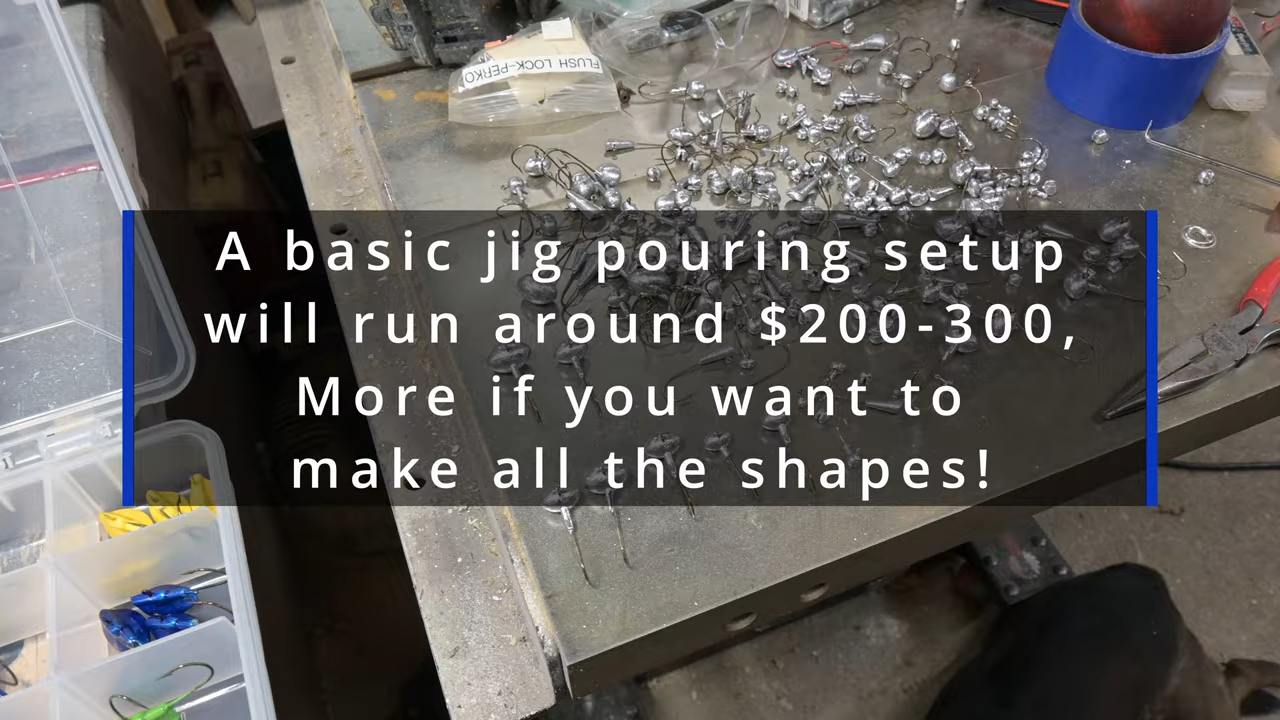 FLUSH LOCK-PERKO
A basic jig pouring setup
will run around $200-300,
More if you want to
make all the shapes!